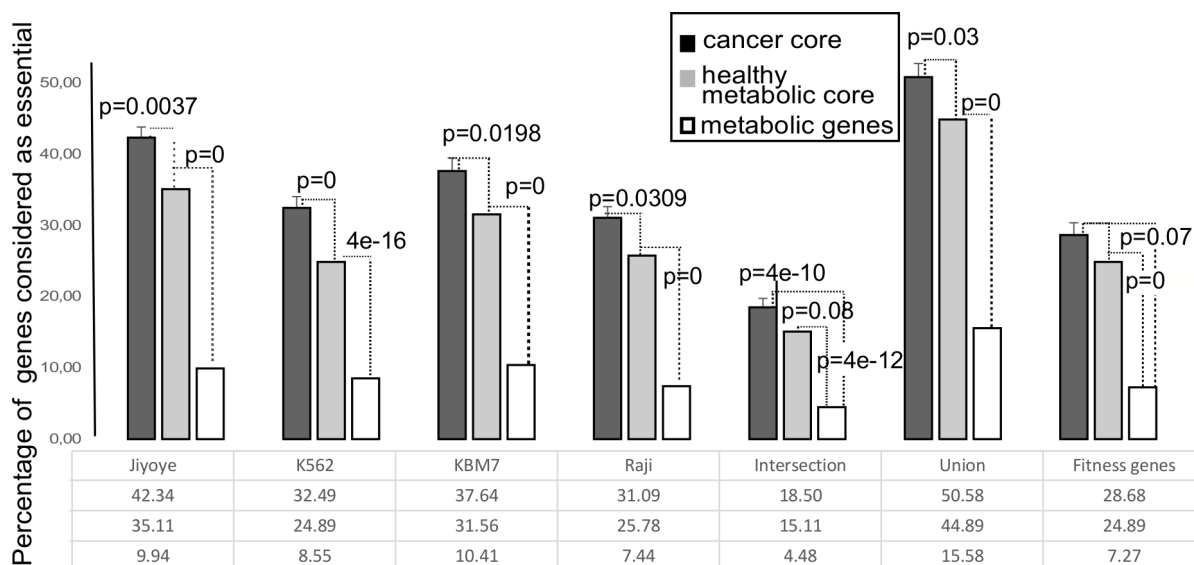 Percentage of genes considered as essential
cancer core
healthy
metabolic core
metabolic genes
50,00
40,00
30,00
20,00
10,00
0,00
p=0.0037
p=0
p=0
4e-16
p=0.0198
p=0
p=0.0309
p=0
p=4e-10
p=0.08
p=4e-12
p=0.03
p=0
p=0.07
p=0
Jiyoye K562 KBM7 Raji Intersection Union Fitness genes
42.34 32.49 37.64 31.09 18.50 50.58 28.68
35.11 24.89 31.56 25.78 15.11 44.89 24.89
9.94 8.55 10.41 7.44 4.48 15.58 7.27